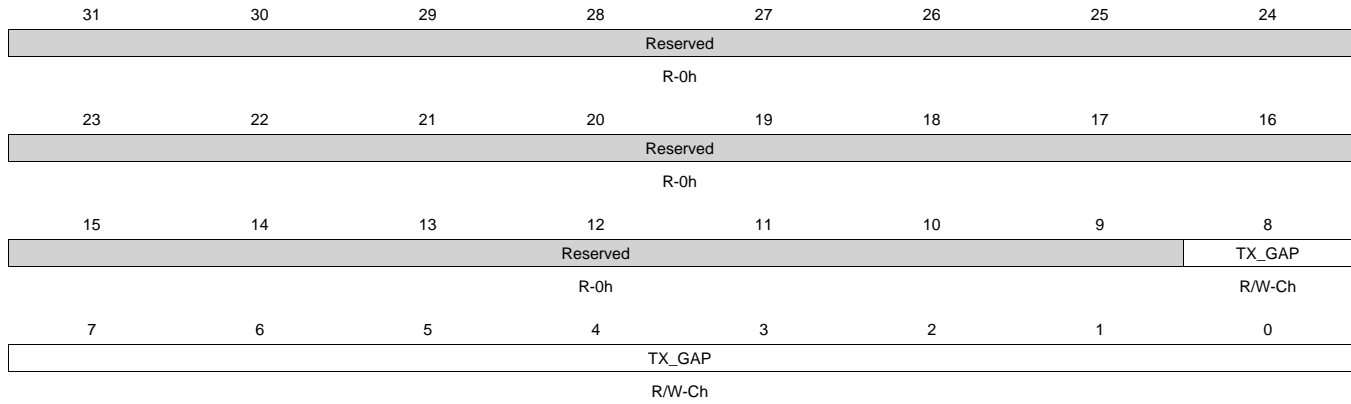 31 30 29 28 27 26 25 24
Reserved
R-0h
23 22 21 20 19 18 17 16
Reserved
R-0h
15 14 13 12 11 10 9 8
Reserved TX_GAP
R-0h R/W-Ch
7 6 5 4 3 2 1 0
TX_GAP
R/W-Ch